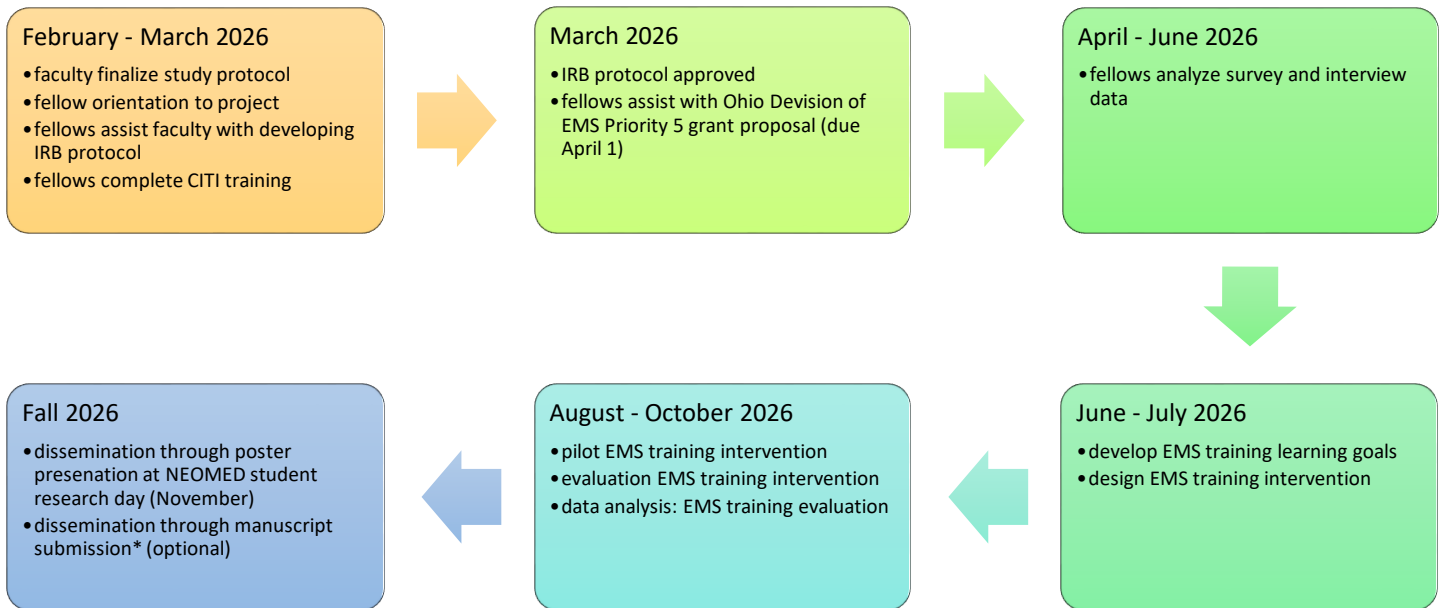 February - March 2026
•faculty finalize study protocol
•fellow orientation to project
•fellows assist faculty with developing
IRB protocol
•fellows complete CITI training
March 2026
•IRB protocol approved
•fellows assist with Ohio Devision of
EMS Priority 5 grant proposal (due
April 1)
April - June 2026
•fellows analyze survey and interview
data
June - July 2026
•develop EMS training learning goals
•design EMS training intervention
August - October 2026
•pilot EMS training intervention
•evaluation EMS training intervention
•data analysis: EMS training evaluation
Fall 2026
•dissemination through poster
presenation at NEOMED student
research day (November)
•dissemination through manuscript
submission* (optional)